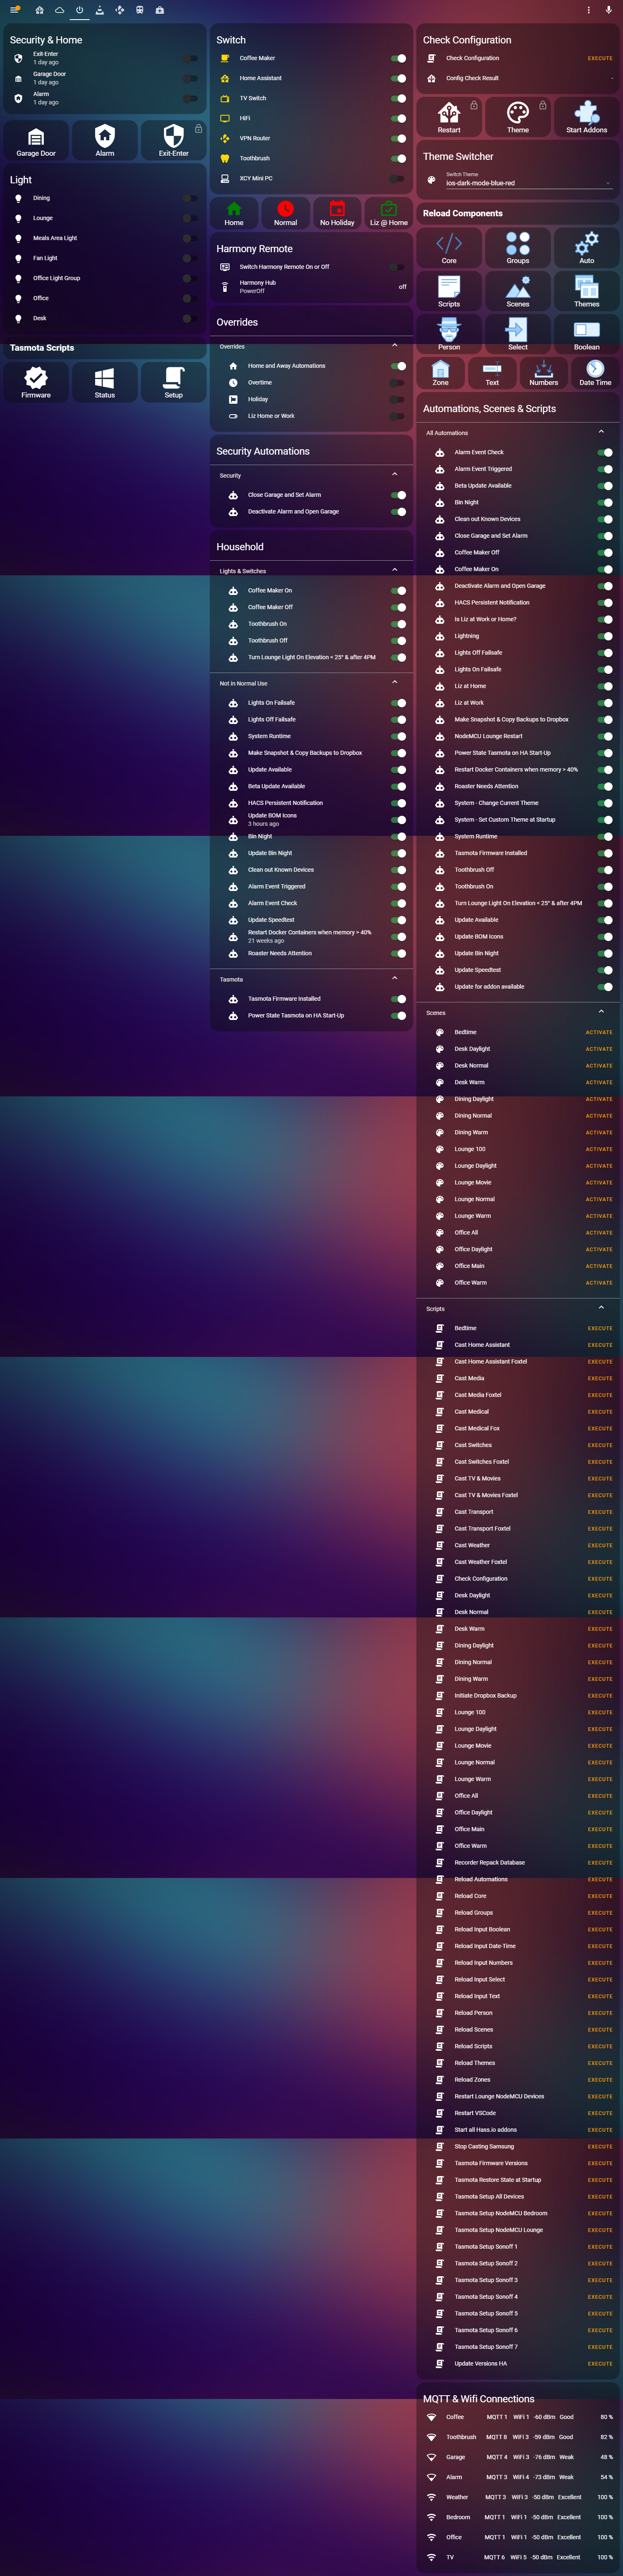 Security & Home
Exit-Enter
1 day ago
Garage Door
1 day ago
Alarm
1 day ago
Garage Door
Alarm
Exit-Enter
Light
Dining
Lounge
Meals Area Light
Fan Light
Office Light Group
Office
Desk
Tasmota Scripts
Firmware
Status
Setup
Switch
Coffee Maker
Home Assistant
TV Switch
HiFi
VPN Router
Toothbrush
XCY Mini PC
Home
Normal
No Holiday
Liz @ Home
Harmony Remote
Switch Harmony Remote On or Off
Harmony Hub
PowerOff
off
Overrides
Overrides
Home and Away Automations
Overtime
Holiday
Liz Home or Work
Security Automations
Security
Close Garage and Set Alarm
Deactivate Alarm and Open Garage
Household
Lights & Switches
Coffee Maker On
Coffee Maker Off
Toothbrush On
Toothbrush Off
Turn Lounge Light On Elevation < 25° & after 4PM
Not in Normal Use
Lights On Failsafe
Lights Off Failsafe
System Runtime
Make Snapshot & Copy Backups to Dropbox
Update Available
Beta Update Available
HACS Persistent Notification
Update BOM Icons
3 hours ago
Bin Night
Update Bin Night
Clean out Known Devices
Alarm Event Triggered
Alarm Event Check
Update Speedtest
Restart Docker Containers when memory > 40%
21 weeks ago
Roaster Needs Attention
Tasmota
Tasmota Firmware Installed
Power State Tasmota on HA Start-Up
Check Configuration
Check Configuration EXECUTE
Config Check Result -
Restart
Theme
Start Addons
Theme Switcher
Switch Theme
ios-dark-mode-blue-red
Reload Components
Core
Groups
Auto
Scripts
Scenes
Themes
Person
Select
Boolean
Zone
Text
Numbers
Date Time
Automations, Scenes & Scripts
All Automations
Alarm Event Check
Alarm Event Triggered
Beta Update Available
Bin Night
Clean out Known Devices
Close Garage and Set Alarm
Coffee Maker Off
Coffee Maker On
Deactivate Alarm and Open Garage
HACS Persistent Notification
Is Liz at Work or Home?
Lightning
Lights Off Failsafe
Lights On Failsafe
Liz at Home
Liz at Work
Make Snapshot & Copy Backups to Dropbox
NodeMCU Lounge Restart
Power State Tasmota on HA Start-Up
Restart Docker Containers when memory > 40%
Roaster Needs Attention
System - Change Current Theme
System - Set Custom Theme at Startup
System Runtime
Tasmota Firmware Installed
Toothbrush Off
Toothbrush On
Turn Lounge Light On Elevation < 25° & after 4PM
Update Available
Update BOM Icons
Update Bin Night
Update Speedtest
Update for addon available
Scenes
Bedtime ACTIVATE
Desk Daylight ACTIVATE
Desk Normal ACTIVATE
Desk Warm ACTIVATE
Dining Daylight ACTIVATE
Dining Normal ACTIVATE
Dining Warm ACTIVATE
Lounge 100 ACTIVATE
Lounge Daylight ACTIVATE
Lounge Movie ACTIVATE
Lounge Normal ACTIVATE
Lounge Warm ACTIVATE
Office All ACTIVATE
Office Daylight ACTIVATE
Office Main ACTIVATE
Office Warm ACTIVATE
Scripts
Bedtime EXECUTE
Cast Home Assistant EXECUTE
Cast Home Assistant Foxtel EXECUTE
Cast Media EXECUTE
Cast Media Foxtel EXECUTE
Cast Medical EXECUTE
Cast Medical Fox EXECUTE
Cast Switches EXECUTE
Cast Switches Foxtel EXECUTE
Cast TV & Movies EXECUTE
Cast TV & Movies Foxtel EXECUTE
Cast Transport EXECUTE
Cast Transport Foxtel EXECUTE
Cast Weather EXECUTE
Cast Weather Foxtel EXECUTE
Check Configuration EXECUTE
Desk Daylight EXECUTE
Desk Normal EXECUTE
Desk Warm EXECUTE
Dining Daylight EXECUTE
Dining Normal EXECUTE
Dining Warm EXECUTE
Initiate Dropbox Backup EXECUTE
Lounge 100 EXECUTE
Lounge Daylight EXECUTE
Lounge Movie EXECUTE
Lounge Normal EXECUTE
Lounge Warm EXECUTE
Office All EXECUTE
Office Daylight EXECUTE
Office Main EXECUTE
Office Warm EXECUTE
Recorder Repack Database EXECUTE
Reload Automations EXECUTE
Reload Core EXECUTE
Reload Groups EXECUTE
Reload Input Boolean EXECUTE
Reload Input Date-Time EXECUTE
Reload Input Numbers EXECUTE
Reload Input Select EXECUTE
Reload Input Text EXECUTE
Reload Person EXECUTE
Reload Scenes EXECUTE
Reload Scripts EXECUTE
Reload Themes EXECUTE
Reload Zones EXECUTE
Restart Lounge NodeMCU Devices EXECUTE
Restart VSCode EXECUTE
Start all Hass.io addons EXECUTE
Stop Casting Samsung EXECUTE
Tasmota Firmware Versions EXECUTE
Tasmota Restore State at Startup EXECUTE
Tasmota Setup All Devices EXECUTE
Tasmota Setup NodeMCU Bedroom EXECUTE
Tasmota Setup NodeMCU Lounge EXECUTE
Tasmota Setup Sonoff 1 EXECUTE
Tasmota Setup Sonoff 2 EXECUTE
Tasmota Setup Sonoff 3 EXECUTE
Tasmota Setup Sonoff 4 EXECUTE
Tasmota Setup Sonoff 5 EXECUTE
Tasmota Setup Sonoff 6 EXECUTE
Tasmota Setup Sonoff 7 EXECUTE
Update Versions HA EXECUTE
MQTT & Wifi Connections
Coffee MQTT 1 WiFi 1 -60 dBm Good 80 %
Toothbrush MQTT 8 WiFi 3 -59 dBm Good 82 %
Garage MQTT 4 WiFi 3 -76 dBm Weak 48 %
Alarm MQTT 3 WiFi 4 -73 dBm Weak 54 %
Weather MQTT 3 WiFi 3 -50 dBm Excellent 100 %
Bedroom MQTT 1 WiFi 1 -50 dBm Excellent 100 %
Office MQTT 1 WiFi 1 -50 dBm Excellent 100 %
TV MQTT 6 WiFi 5 -50 dBm Excellent 100 %